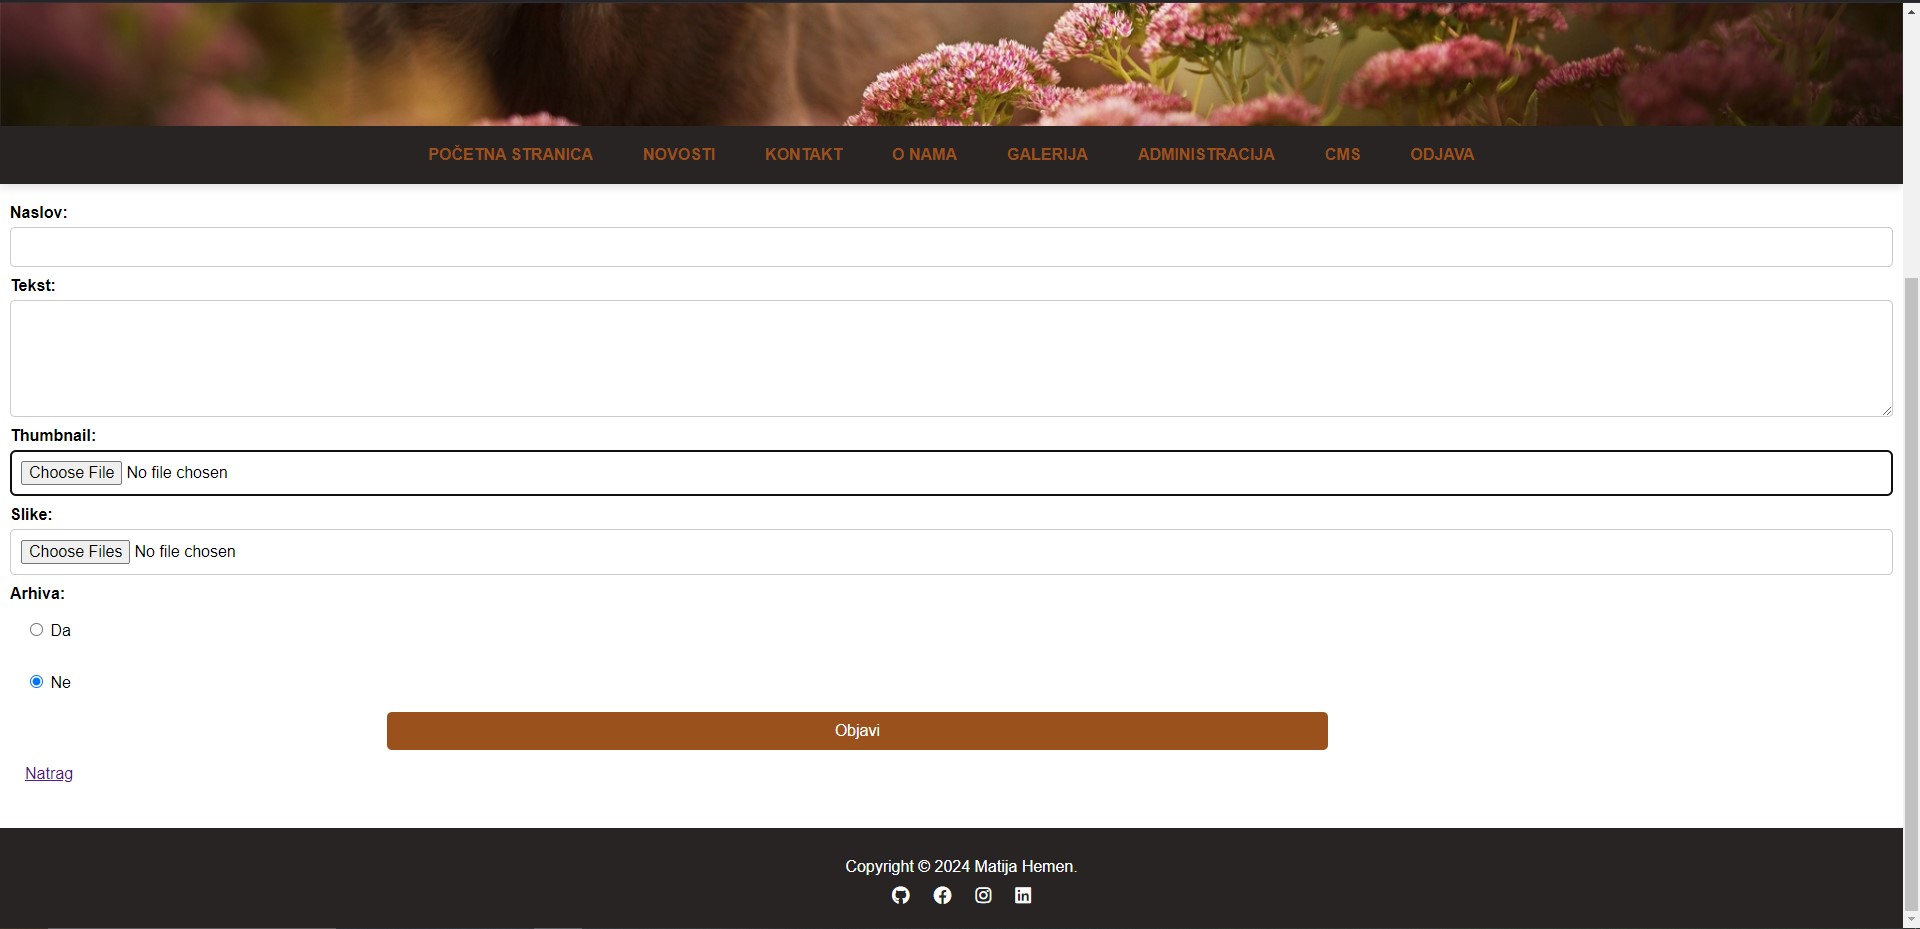 POČETNA STRANICA NOVOSTI KONTAKT O NAMA GALERIJA ADMINISTRACIJA CMS ODJAVA
Naslov:
Tekst:
Thumbnail:
Choose File No file chosen
Slike:
Choose Files No file chosen
Arhiva:
Da
Ne
Objavi
Natrag
Copyright © 2024 Matija Hemen.